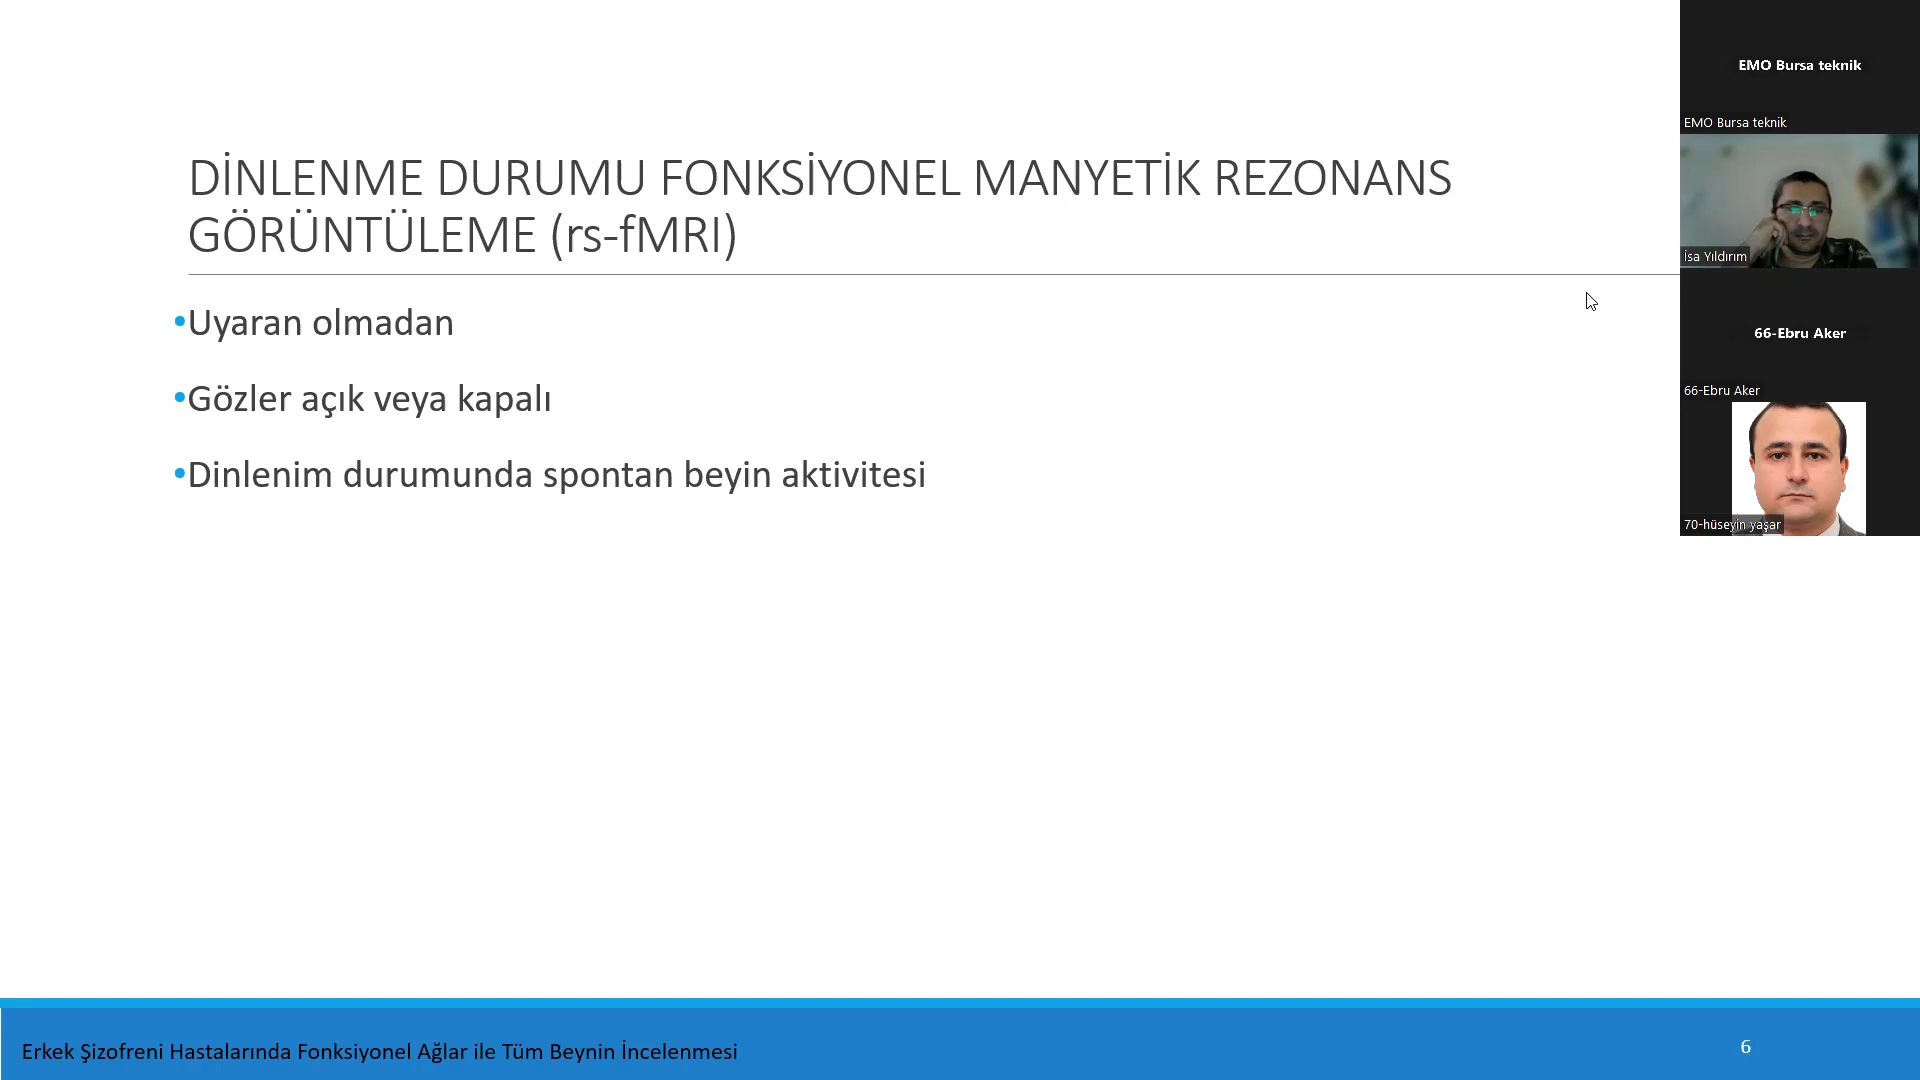 DİNLENME DURUMU FONKSİYONEL MANYETİK REZONANS
GÖRÜNTÜLEME (rs-fMRI)
•Uyaran olmadan
•Gözler açık veya kapalı
•Dinlenim durumunda spontan beyin aktivitesi
Erkek Şizofreni Hastalarında Fonksiyonel Ağlar ile Tüm Beynin İncelenmesi
6
EMO Bursa teknik
EMO Bursa teknik
İsa Yıldırım
66-Ebru Aker
66-Ebru Aker
70-hüseyin yaşar